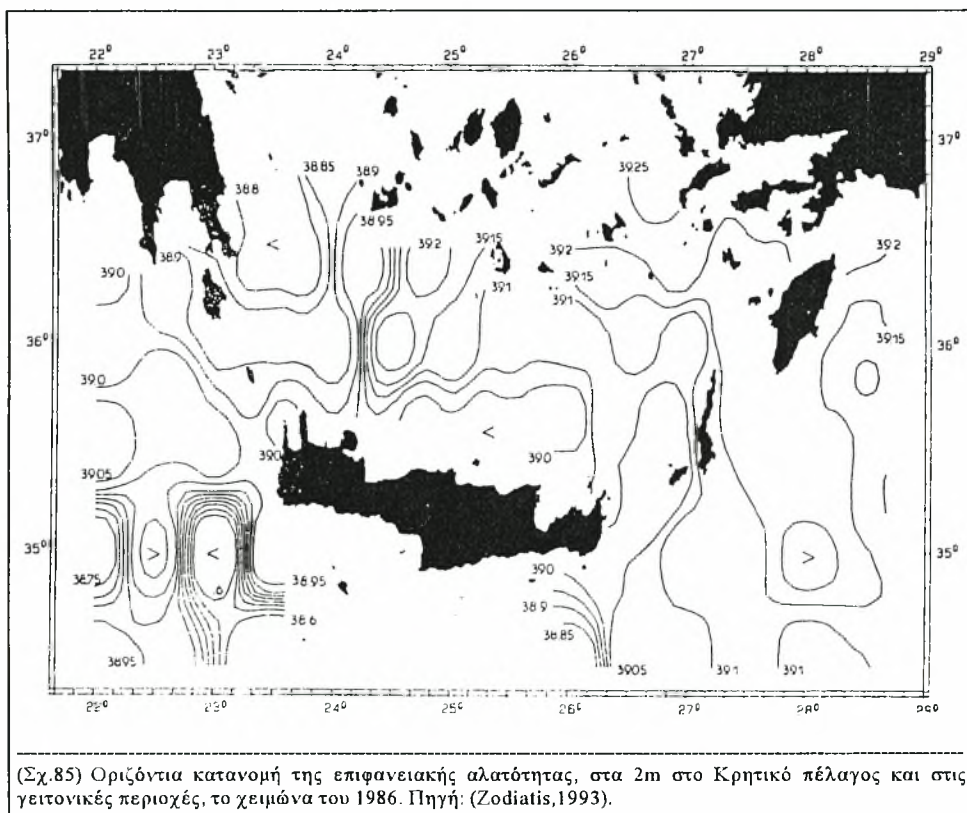 22° 23° 24° 25° 26° 27° 28° 29°
37° 37°
388 3885 389 3925
3895
389 392 3915 392 392
390 3915
391 391
3915
36° 36°
390
390 390
3905
35° 35°
3875 3895 390
386 389
3885
3895 3905 391 391
22° 23° 24° 25° 26° 27° 28° 29°
(Σχ.85) Οριζόντια κατανομή της επιφανειακής αλατότητας, στα 2m στο Κρητικό πέλαγος και στις
γειτονικές περιοχές, το χειμώνα του 1986. Πηγή: (Zodiatis,1993).